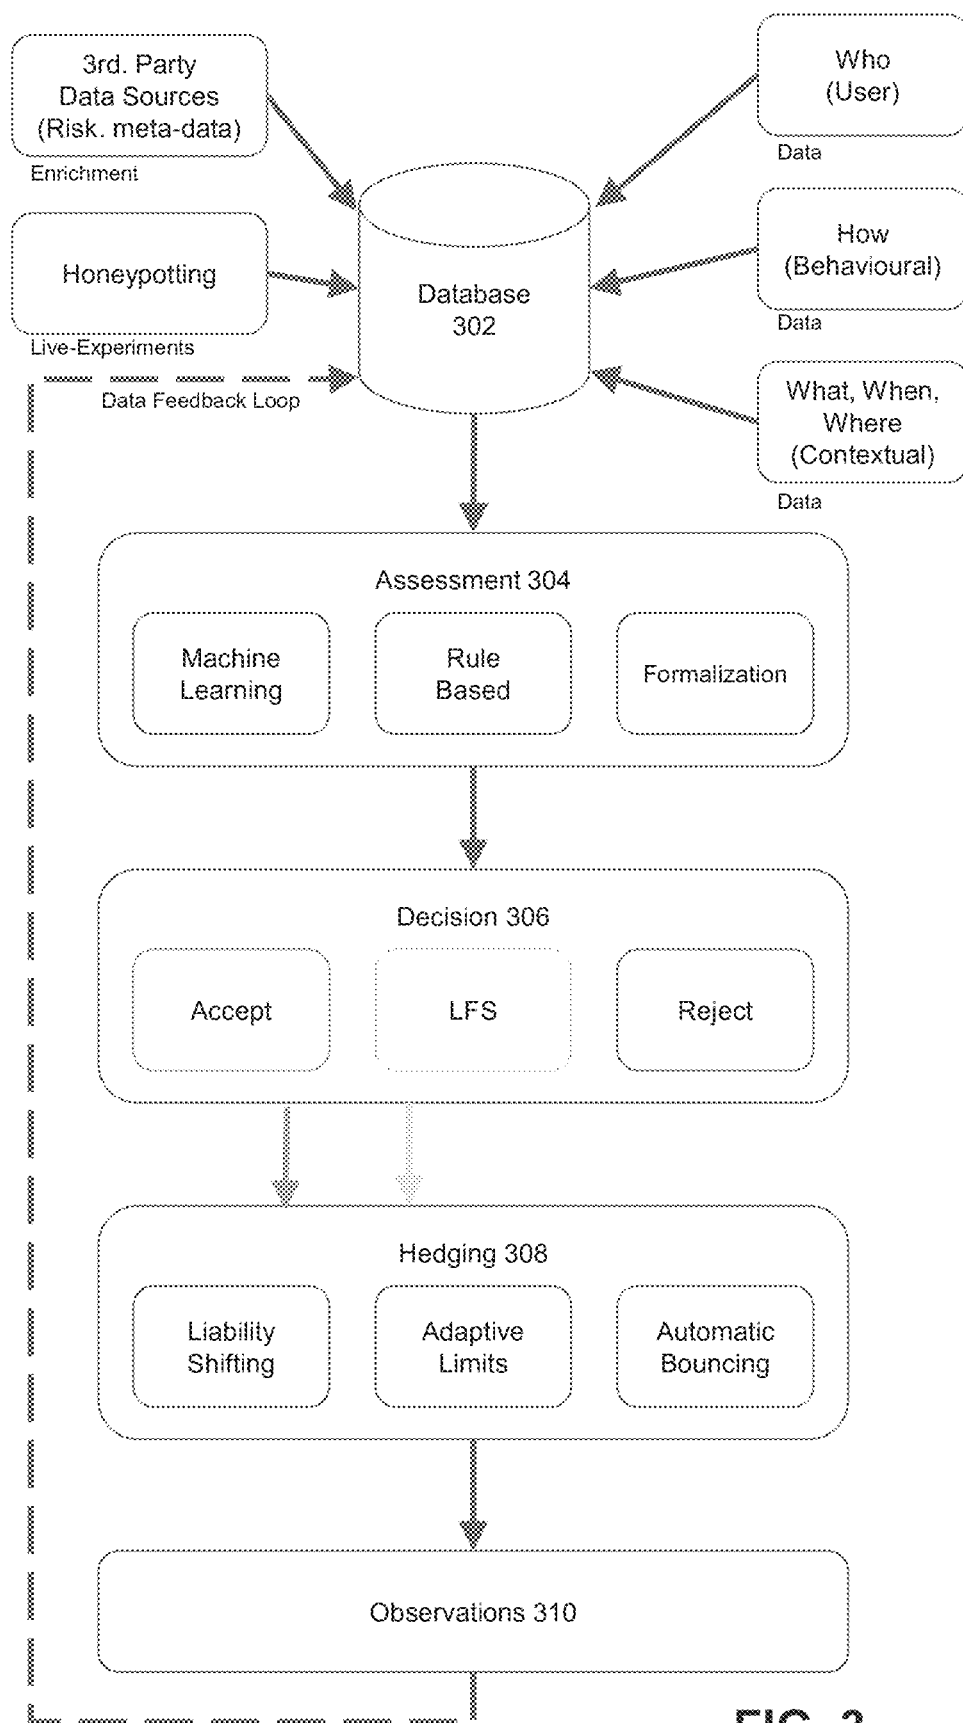 3rd. Party
Data Sources
(Risk. meta-data)
Enrichment
Honeypotting
Live-Experiments
Data Feedback Loop
Who
(User)
Data
How
(Behavioural)
Data
What, When,
Where
(Contextual)
Data
Database
302
Assessment 304
Machine
Learning
Rule
Based
Formalization
Decision 306
Accept
LFS
Reject
Hedging 308
Liability
Shifting
Adaptive
Limits
Automatic
Bouncing
Observations 310
FIG. 3